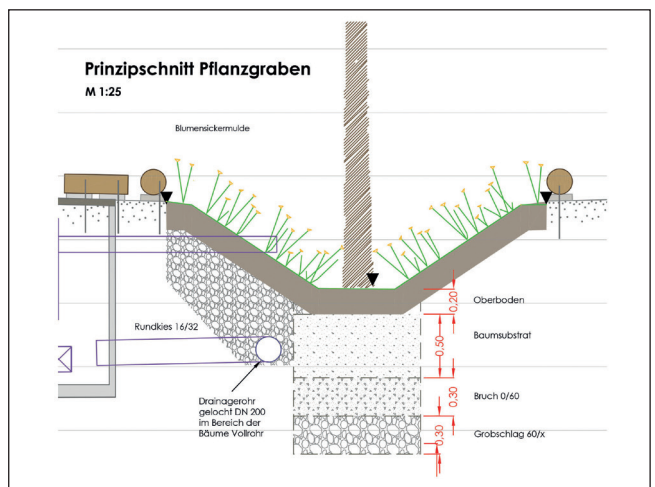 Prinzipschnitt Pflanzgraben
M 1:25
Blumensickermulde
Oberboden
0,20
Rundkies 16/32
Baumsubstrat
0,50
Drainagerohr
gelocht DN 200
im Bereich der
Bäume Vollrohr
Bruch 0/60
0,30
Grobschlag 60/x
0,30